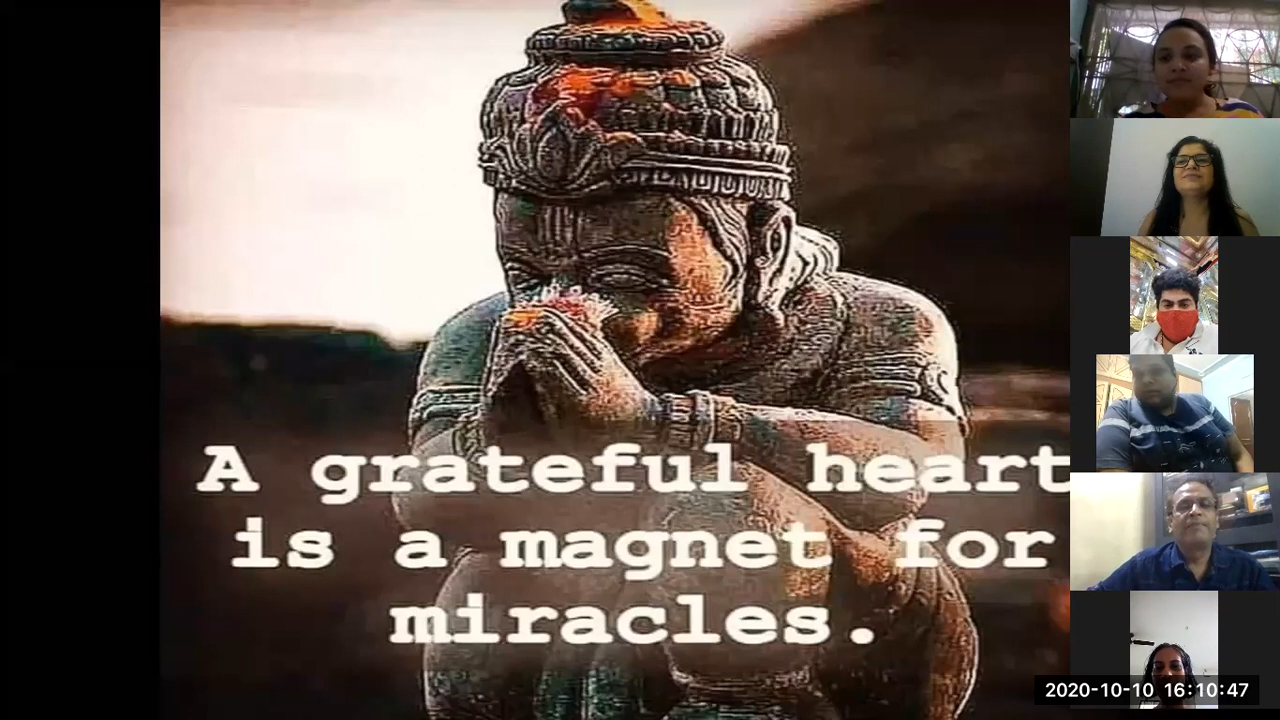 A grateful heart
is a magnet for
miracles.
2020-10-10 16:10:47